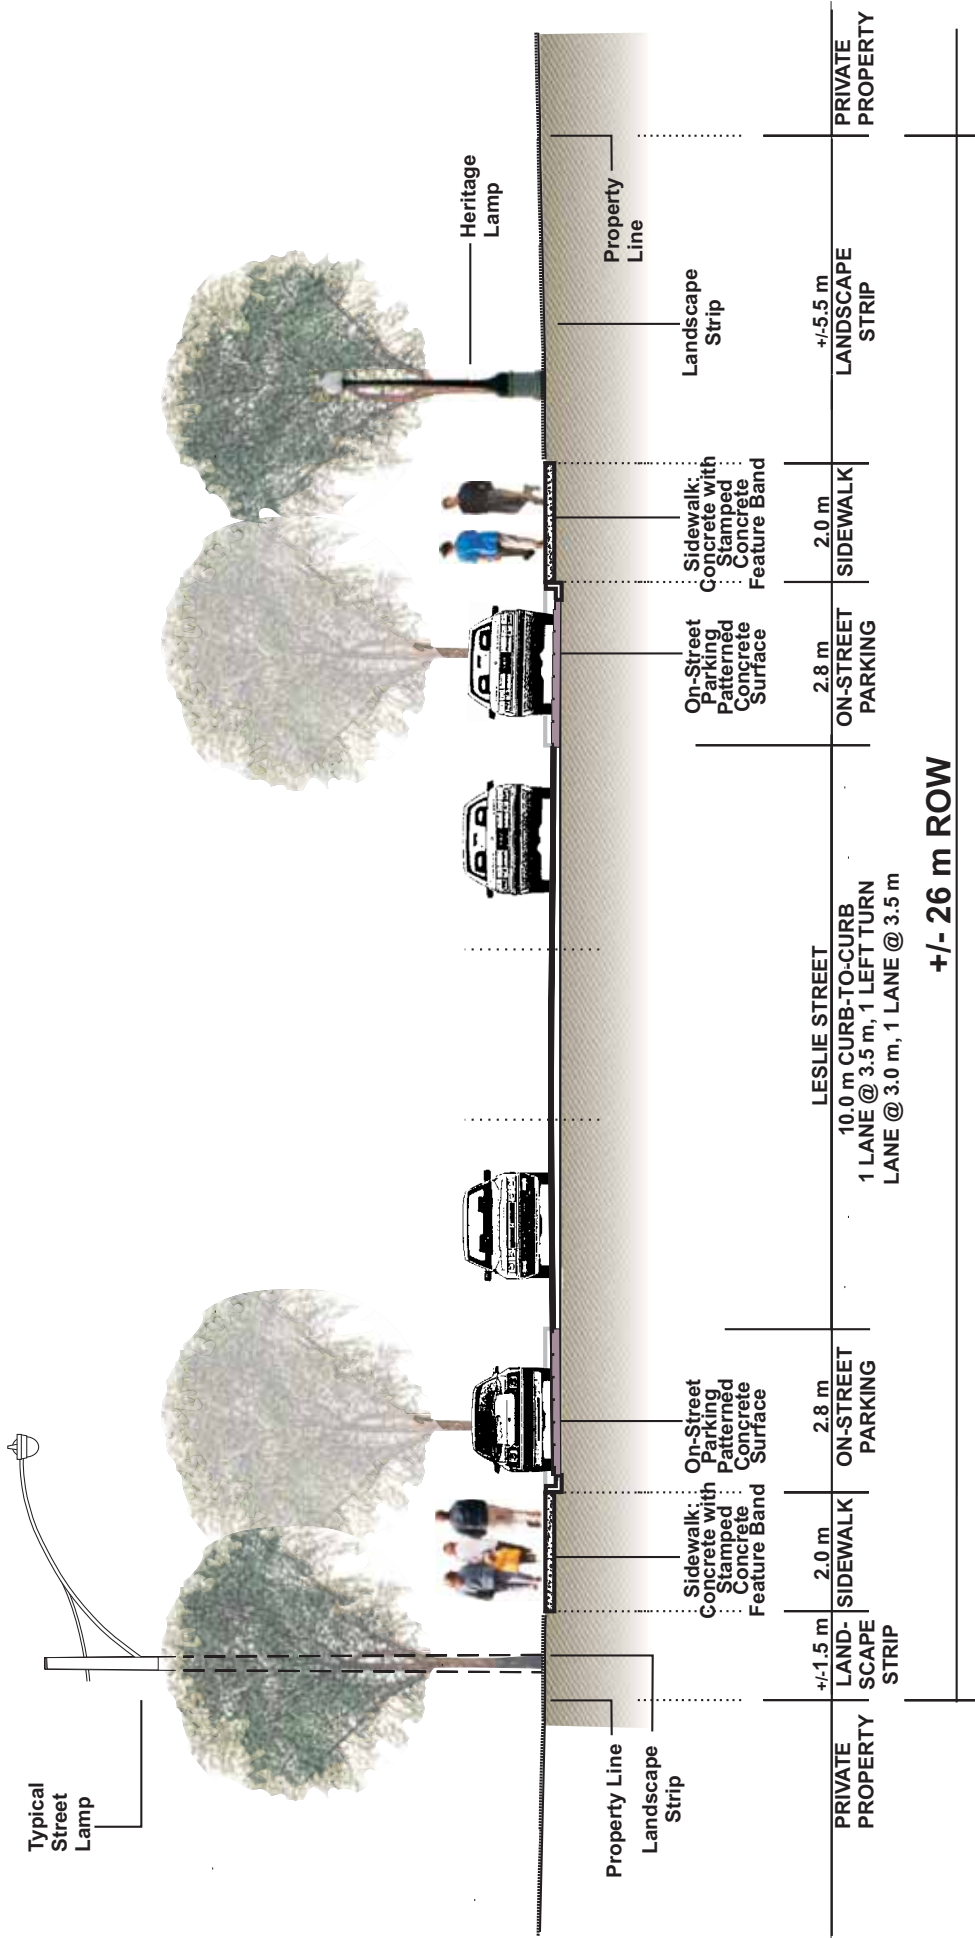 Typical
Street
Lamp
Heritage
Lamp
Property Line
Landscape
Strip
Property
Line
Sidewalk:
Concrete with
Stamped
Concrete
Feature Band
On-Street
Parking
Patterned
Concrete
Surface
On-Street
Parking
Patterned
Concrete
Surface
Sidewalk:
Concrete with
Stamped
Concrete
Feature Band
Landscape
Strip
PRIVATE
PROPERTY
+/-1.5 m
LAND-
SCAPE
STRIP
2.0 m
SIDEWALK
2.8 m
ON-STREET
PARKING
LESLIE STREET
10.0 m CURB-TO-CURB
1 LANE @ 3.5 m, 1 LEFT TURN
LANE @ 3.0 m, 1 LANE @ 3.5 m
2.8 m
ON-STREET
PARKING
2.0 m
SIDEWALK
+/-5.5 m
LANDSCAPE
STRIP
PRIVATE
PROPERTY
+/- 26 m ROW